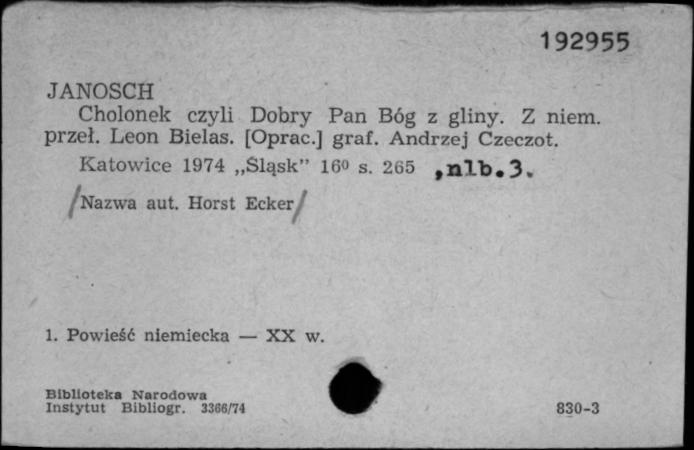 192955
JANOSCH
Cholonek czyli Dobry Pan Bóg z gliny. Z niem.
przeł. Leon Bielas. [Oprac.] graf. Andrzej Czeczot.
Katowice 1974 „Śląsk” 16⁰ s. 265 ,nlb.3.
/Nazwa aut. Horst Ecker/
1. Powieść niemiecka — XX w.
Biblioteka Narodowa
Instytut Bibliogr. 3366/74
830-3